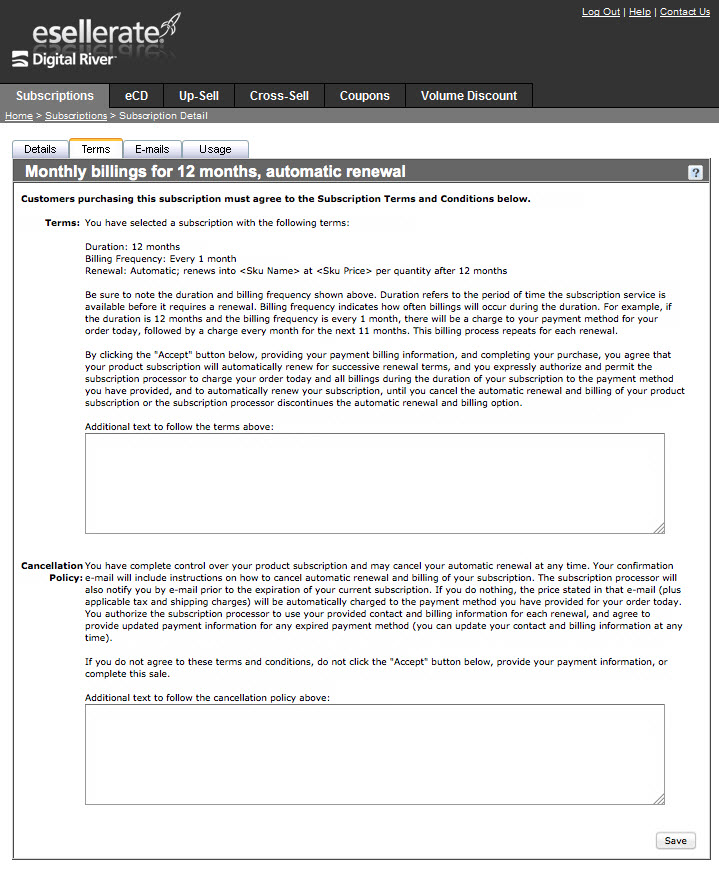 Log Out | Help | Contact Us
esellerate.
Digital River
Subscriptions eCD Up-Sell Cross-Sell Coupons Volume Discount
Home > Subscriptions > Subscription Detail
Details Terms E-mails Usage
Monthly billings for 12 months, automatic renewal ?
Customers purchasing this subscription must agree to the Subscription Terms and Conditions below.
Terms: You have selected a subscription with the following terms:
Duration: 12 months
Billing Frequency: Every 1 month
Renewal: Automatic; renews into <Sku Name> at <Sku Price> per quantity after 12 months
Be sure to note the duration and billing frequency shown above. Duration refers to the period of time the subscription service is
available before it requires a renewal. Billing frequency indicates how often billings will occur during the duration. For example, if
the duration is 12 months and the billing frequency is every 1 month, there will be a charge to your payment method for your
order today, followed by a charge every month for the next 11 months. This billing process repeats for each renewal.
By clicking the "Accept" button below, providing your payment billing information, and completing your purchase, you agree that
your product subscription will automatically renew for successive renewal terms, and you expressly authorize and permit the
subscription processor to charge your order today and all billings during the duration of your subscription to the payment method
you have provided, and to automatically renew your subscription, until you cancel the automatic renewal and billing of your product
subscription or the subscription processor discontinues the automatic renewal and billing option.
Additional text to follow the terms above:
Cancellation You have complete control over your product subscription and may cancel your automatic renewal at any time. Your confirmation
Policy: e-mail will include instructions on how to cancel automatic renewal and billing of your subscription. The subscription processor will
also notify you by e-mail prior to the expiration of your current subscription. If you do nothing, the price stated in that e-mail (plus
applicable tax and shipping charges) will be automatically charged to the payment method you have provided for your order today.
You authorize the subscription processor to use your provided contact and billing information for each renewal, and agree to
provide updated payment information for any expired payment method (you can update your contact and billing information at any
time).
If you do not agree to these terms and conditions, do not click the "Accept" button below, provide your payment information, or
complete this sale.
Additional text to follow the cancellation policy above:
Save